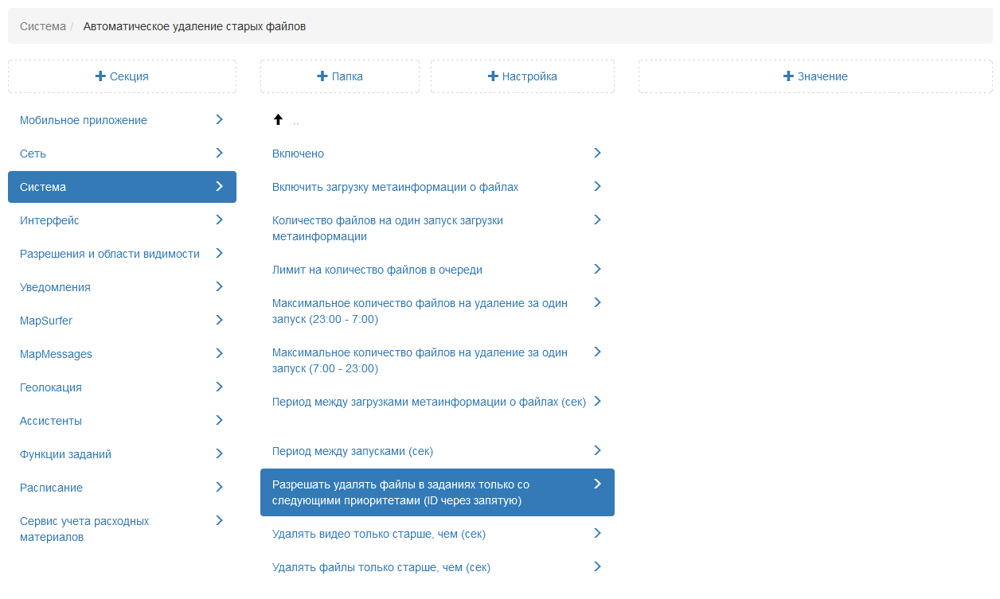 Система / Автоматическое удаление старых файлов
Секция
Папка
Настройка
Значение
Мобильное приложение
Сеть
Система
Интерфейс
Разрешения и области видимости
Уведомления
MapSurfer
MapMessages
Геолокация
Ассистенты
Функции заданий
Расписание
Сервис учета расходных
материалов
..
Включено
Включить загрузку метаинформации о файлах
Количество файлов на один запуск загрузки
метаинформации
Лимит на количество файлов в очереди
Максимальное количество файлов на удаление за один
запуск (23:00 - 7:00)
Максимальное количество файлов на удаление за один
запуск (7:00 - 23:00)
Период между загрузками метаинформации о файлах (сек)
Период между запусками (сек)
Разрешать удалять файлы в заданиях только со
следующими приоритетами (ID через запятую)
Удалять видео только старше, чем (сек)
Удалять файлы только старше, чем (сек)